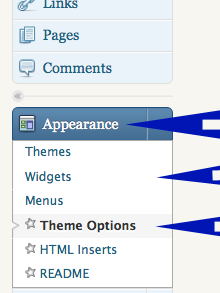 Links
Pages
Comments
Appearance
Themes
Widgets
Menus
Theme Options
HTML Inserts
README